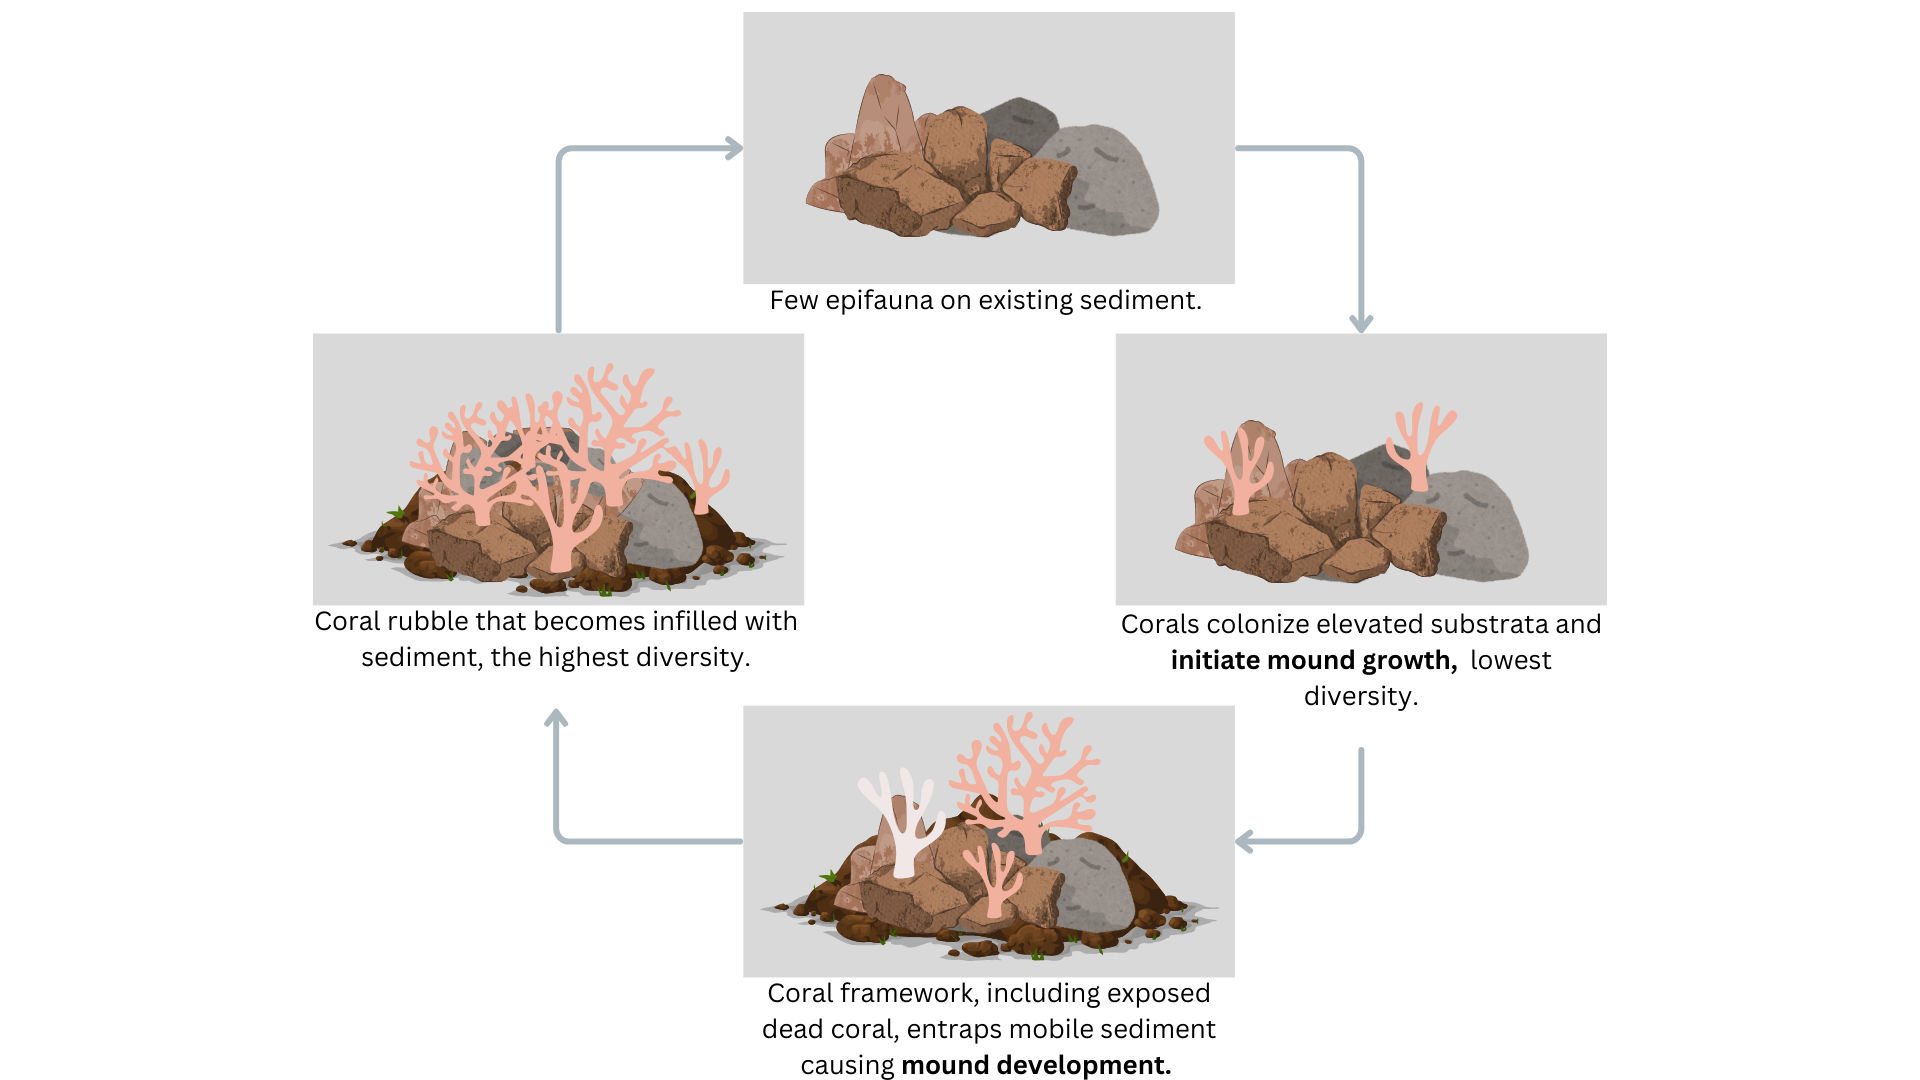 Few epifauna on existing sediment.
Coral rubble that becomes infilled with
sediment, the highest diversity.
Corals colonize elevated substrata and
initiate mound growth, lowest
diversity.
Coral framework, including exposed
dead coral, entraps mobile sediment
causing mound development.